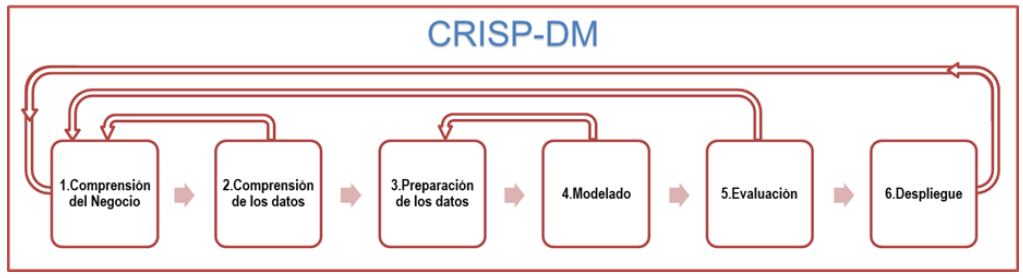 CRISP-DM
1.Comprensión
del Negocio
2.Comprensión
de los datos
3.Preparación
de los datos
4.Modelado
5.Evaluación
6.Despliegue